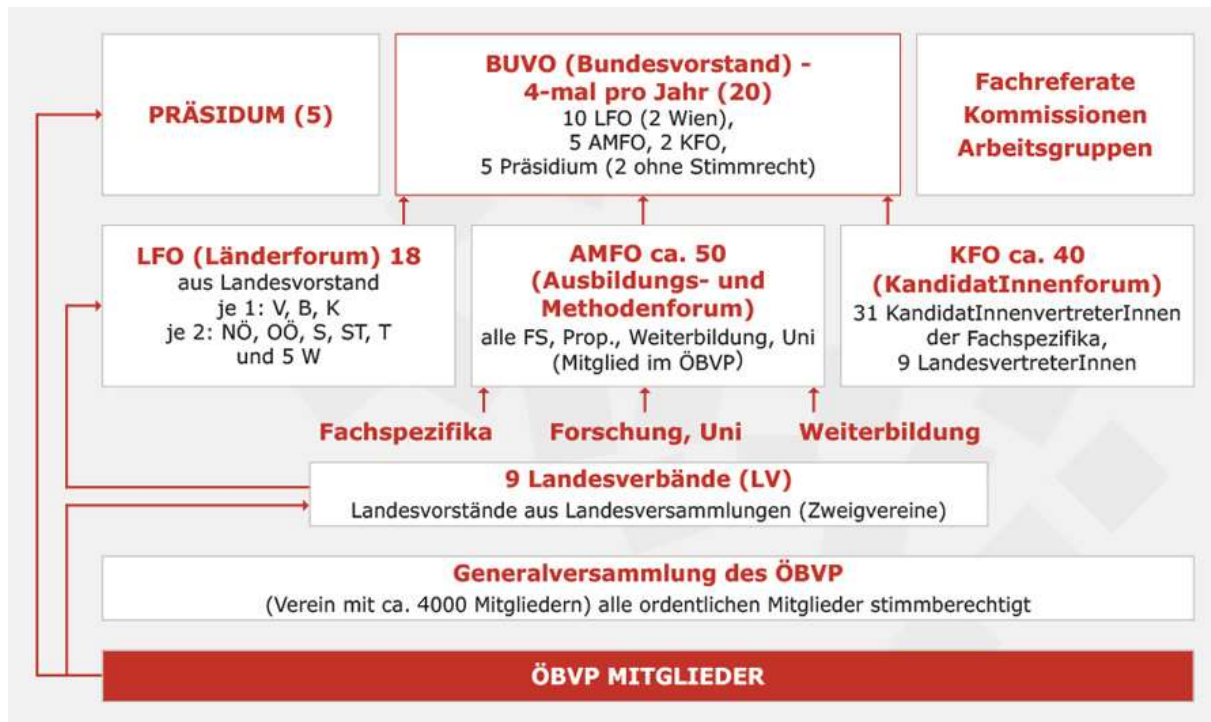 PRÄSIDUM (5)
BUVO (Bundesvorstand) -
4-mal pro Jahr (20)
10 LFO (2 Wien),
5 AMFO, 2 KFO,
5 Präsidium (2 ohne Stimmrecht)
Fachreferate
Kommissionen
Arbeitsgruppen
LFO (Länderforum) 18
aus Landesvorstand
je 1: V, B, K
je 2: NÖ, OÖ, S, ST, T
und 5 W
AMFO ca. 50
(Ausbildungs- und
Methodenforum)
alle FS, Prop., Weiterbildung, Uni
(Mitglied im ÖBVP)
KFO ca. 40
(KandidatInnenforum)
31 KandidatInnenvertreterInnen
der Fachspezifika,
9 LandesvertreterInnen
Fachspezifika
Forschung, Uni
Weiterbildung
9 Landesverbände (LV)
Landesvorstände aus Landesversammlungen (Zweigvereine)
Generalversammlung des ÖBVP
(Verein mit ca. 4000 Mitgliedern) alle ordentlichen Mitglieder stimmberechtigt
ÖBVP MITGLIEDER